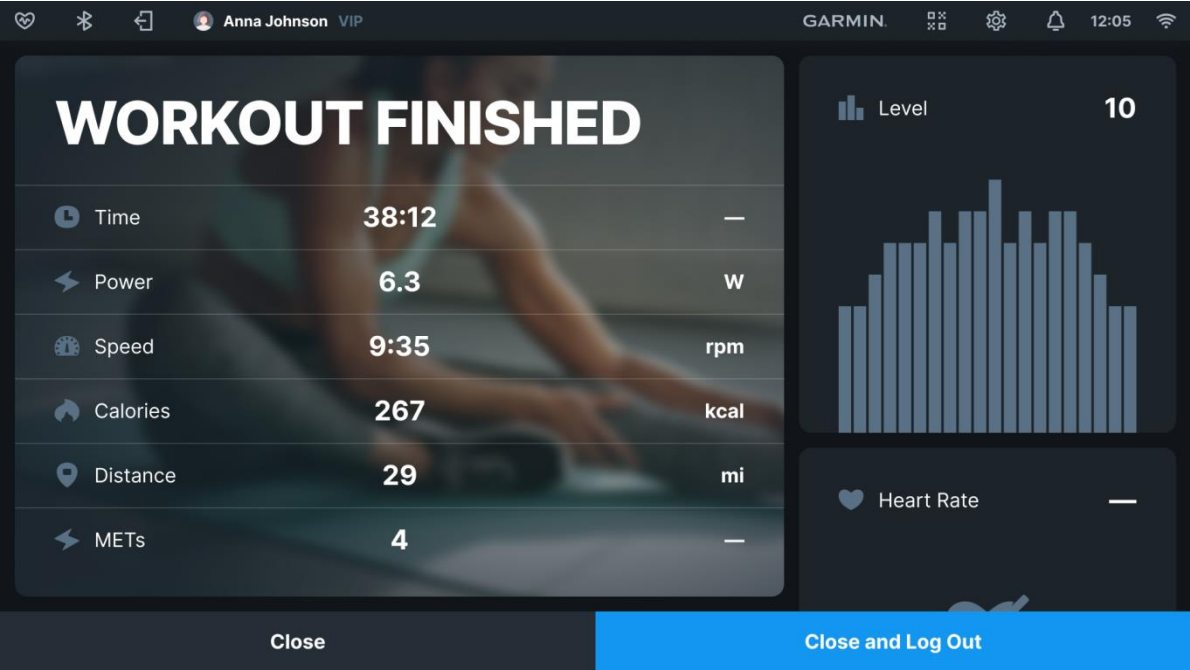 Anna Johnson VIP GARMIN. 12:05
WORKOUT FINISHED
Time 38:12 —
Power 6.3 W
Speed 9:35 rpm
Calories 267 kcal
Distance 29 mi
METs 4 —
Level 10
Heart Rate —
Close
Close and Log Out